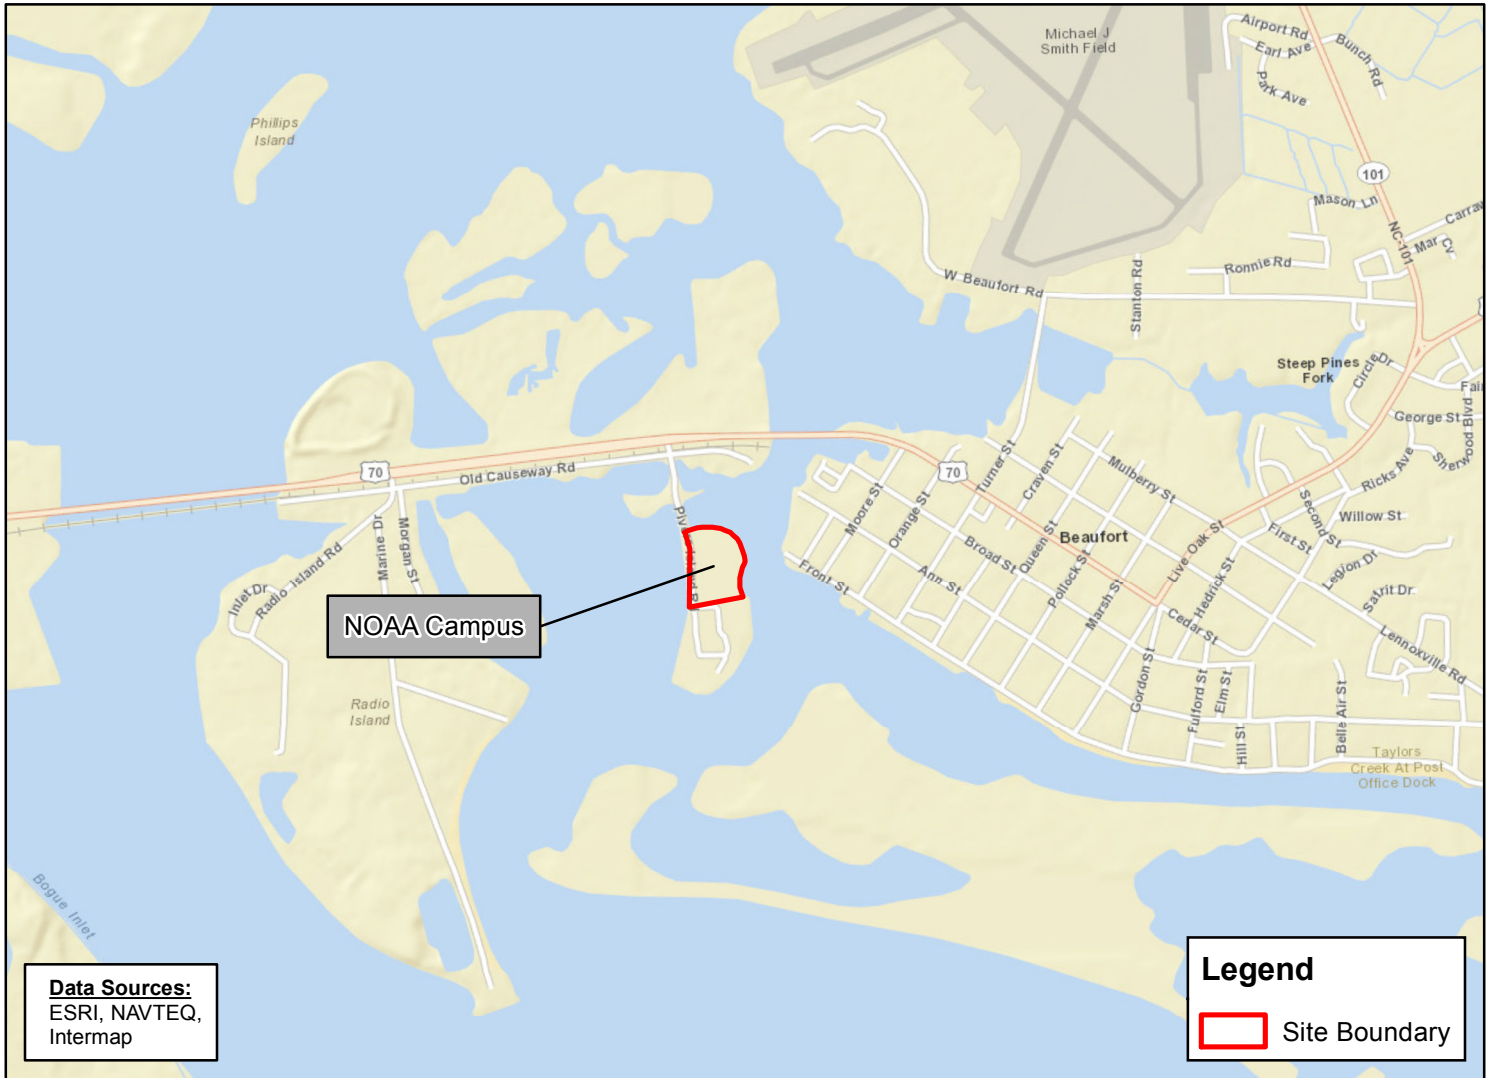 Michael J
Smith Field
Airport Rd
Earl Ave
Bunch Rd
Park Ave
Phillips
Island
101
Mason Ln
NC-101
Mar Cv
Ronnie Rd
Stanton Rd
W Beaufort Rd
Steep Pines
Fork
Circle Dr
George St
Sherwood Blvd
Ricks Ave
70
Old Causeway Rd
70
Turner St
Craven St
Mulberry St
Moore St
Orange St
Queen St
Beaufort
Live Oak St
Second St
First St
Willow St
Legion Dr
Broad St
Ann St
Front St
Pollock St
Marsh St
Hedrick St
Cedar St
Lennoxville Rd
Marine Dr
Morgan St
Radio Island Rd
Inlet Dr
NOAA Campus
Radio
Island
Gordon St
Fulford St
Elm St
Hill St
Belle Air St
Taylors
Creek At Post
Office Dock
Bogue Inlet
Data Sources:
ESRI, NAVTEQ,
Intermap
Legend
Site Boundary